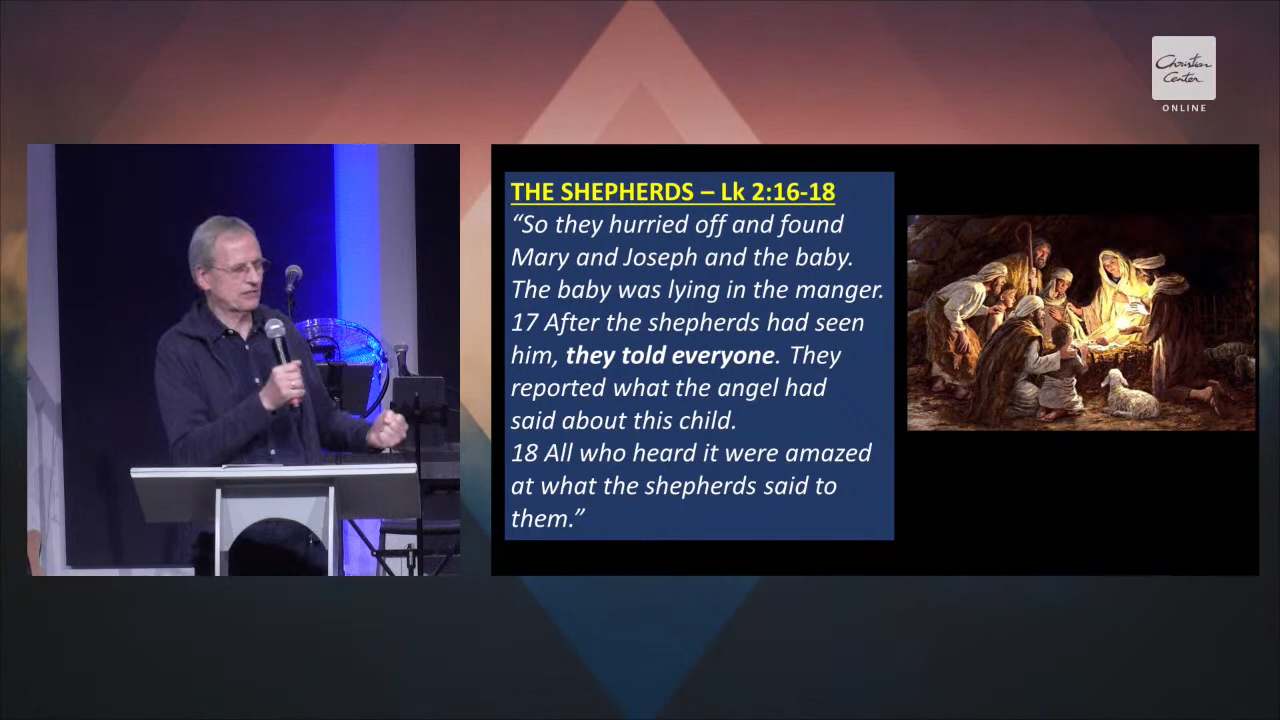 Christian
Center
ONLINE
THE SHEPHERDS – Lk 2:16-18
“So they hurried off and found
Mary and Joseph and the baby.
The baby was lying in the manger.
17 After the shepherds had seen
him, they told everyone. They
reported what the angel had
said about this child.
18 All who heard it were amazed
at what the shepherds said to
them.”